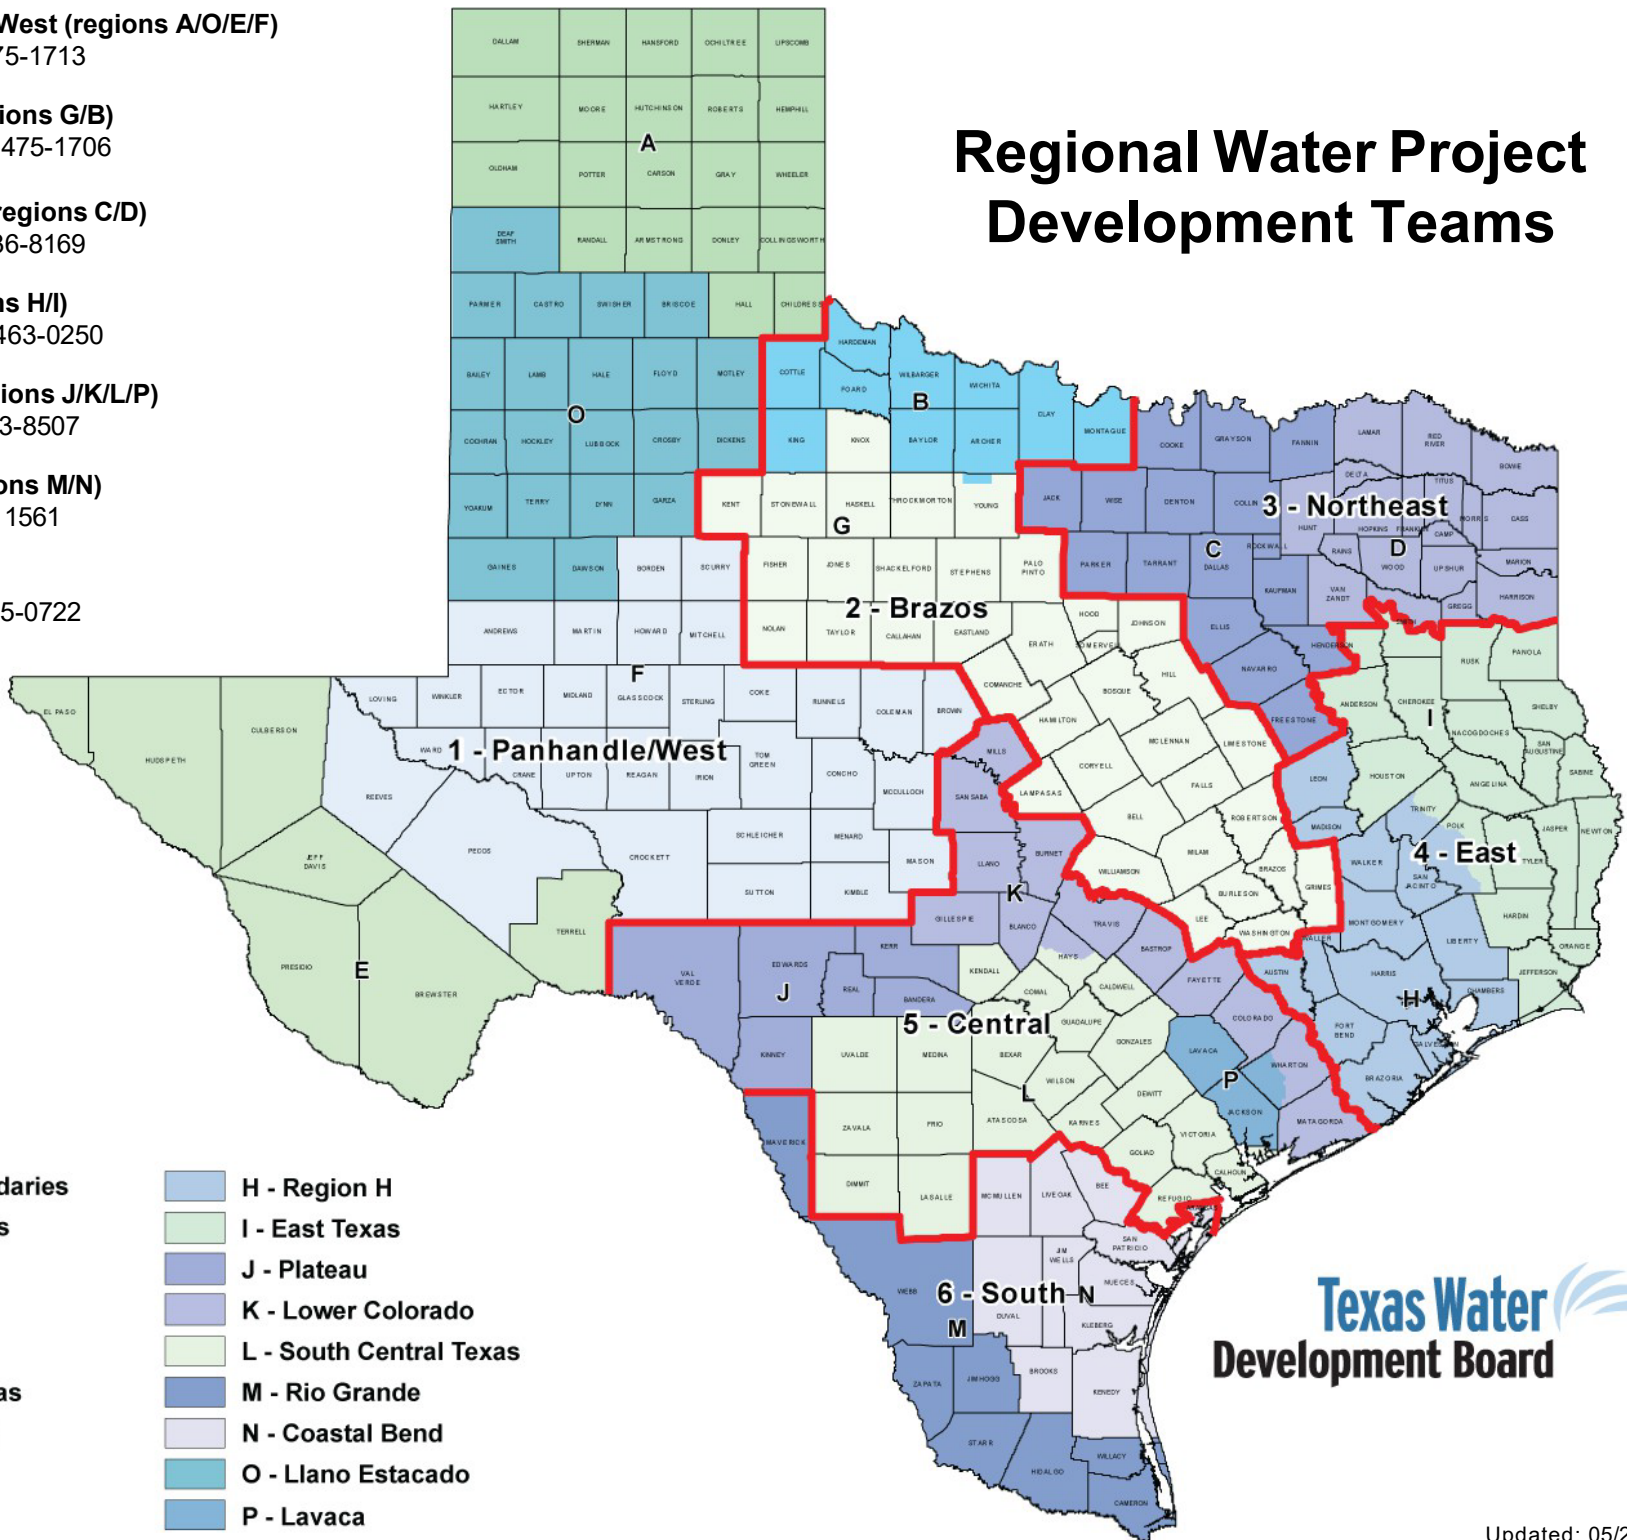 West (regions A/O/E/F)
75-1713
ions G/B)
475-1706
regions C/D)
36-8169
ns H/I)
463-0250
ions J/K/L/P)
3-8507
ons M/N)
1561
5-0722
Regional Water Project
Development Teams
DALLAM SHERMAN HANSFORD OCHILTREE LIPSCOMB
HARTLEY MOORE HUTCHINSON ROBERTS HEMPHILL
A
OLDHAM POTTER CARSON GRAY WHEELER
DEAF SMITH RANDALL ARMSTRONG DONLEY COLLINGSWORTH
PARMER CASTRO SWISHER BRISCOE HALL CHILDRESS
HARDEMAN
BAILEY LAMB HALE FLOYD MOTLEY COTTLE FOARD WILBARGER WICHITA
O B
CLAY MONTAGUE
COCHRAN HOCKLEY LUBBOCK CROSBY DICKENS KING KNOX BAYLOR ARCHER
COOKE GRAYSON FANNIN LAMAR RED RIVER BOWIE
YOAKUM TERRY LYNN GARZA KENT STONEWALL HASKELL THROCKMORTON YOUNG JACK WISE DENTON COLLIN
DELTA TITUS
3 - Northeast
G
HUNT HOPKINS FRANKLIN MORRIS CASS
CAMP
C D
GAINES DAWSON BORDEN SCURRY FISHER JONES SHACKELFORD STEPHENS PALO PINTO PARKER TARRANT DALLAS ROCKWALL RAINS WOOD UPSHUR MARION
KAUFMAN VAN ZANDT GREGG HARRISON
2 - Brazos
ANDREWS MARTIN HOWARD MITCHELL NOLAN TAYLOR CALLAHAN EASTLAND ERATH HOOD SOMERVELL JOHNSON ELLIS HENDERSON SMITH RUSK PANOLA
F
EL PASO HUDSPETH CULBERSON LOVING WINKLER ECTOR MIDLAND GLASSCOCK STERLING COKE RUNNELS COLEMAN BROWN COMANCHE HAMILTON BOSQUE HILL NAVARRO FREESTONE ANDERSON CHEROKEE SHELBY
I
1 - Panhandle/West
WARD CRANE UPTON REAGAN IRION TOM GREEN CONCHO MCCULLOCH
MILLS SAN SABA LAMPASAS CORYELL MCLENNAN LIMESTONE FALLS LEON HOUSTON NACOGDOCHES SAN AUGUSTINE SABINE ANGELINA
REEVES PECOS CROCKETT SCHLEICHER MENARD MASON
SUTTON KIMBLE
LLANO BURNET BELL ROBERTSON MADISON TRINITY POLK JASPER NEWTON
4 - East
TYLER
WILLIAMSON MILAM BRAZOS BURLESON GRIMES WALKER SAN JACINTO
K
JEFF DAVIS PRESIDIO BREWSTER TERRELL
E
GILLESPIE BLANCO TRAVIS LEE WASHINGTON WALLER MONTGOMERY LIBERTY HARDIN ORANGE
VAL VERDE EDWARDS KERR REAL BANDERA KENDALL HAYS BASTROP FAYETTE AUSTIN HARRIS CHAMBERS JEFFERSON
J
COMAL CALDWELL
H
5 - Central
GUADALUPE COLORADO FORT BEND GALVESTON
KINNEY UVALDE MEDINA BEXAR GONZALES LAVACA WHARTON BRAZORIA
WILSON
L P
DEWITT JACKSON MATAGORDA
MAVERICK ZAVALA FRIO ATASCOSA KARNES VICTORIA
GOLIAD CALHOUN
DIMMIT LA SALLE MCMULLEN LIVE OAK BEE REFUGIO
ARANSAS
SAN PATRICIO
JIM WELLS
NUECES
WEBB
6 - South N
DUVAL
M
KLEBERG
ZAPATA JIM HOGG BROOKS KENEDY
STARR HIDALGO WILLACY
CAMERON
daries
s
as
H - Region H
I - East Texas
J - Plateau
K - Lower Colorado
L - South Central Texas
M - Rio Grande
N - Coastal Bend
O - Llano Estacado
P - Lavaca
Texas Water
Development Board
Updated: 05/2